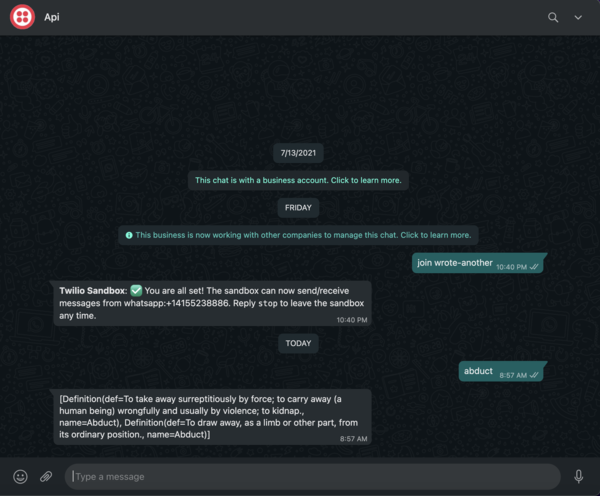 Api
7/13/2021
This chat is with a business account. Click to learn more.
FRIDAY
This business is now working with other companies to manage this chat. Click to learn more.
join wrote-another 10:40 PM
Twilio Sandbox: ✅ You are all set! The sandbox can now send/receive
messages from whatsapp:+14155238886. Reply stop to leave the sandbox
any time.
10:40 PM
TODAY
abduct 8:57 AM
[Definition(def=To take away surreptitiously by force; to carry away (a
human being) wrongfully and usually by violence; to kidnap.,
name=Abduct), Definition(def=To draw away, as a limb or other part, from
its ordinary position., name=Abduct)]
8:57 AM
Type a message